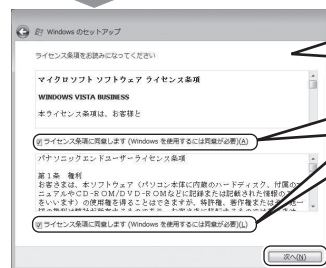 Windows のセットアップ
ライセンス条項をお読みになってください
マイクロソフト ソフトウェア ライセンス条項
WINDOWS VISTA BUSINESS
本ライセンス条項は、お客様と
ライセンス条項に同意します (Windows を使用するには同意が必要)(A)
パナソニックエンドユーザーライセンス条項
第1条 権利
お客さまは、本ソフトウェア (パソコン本体に内蔵のハードディスク、付属の
ニュアルやCD-ROM/DVD-ROMなどに記録または記載された情報の
をいいます) の使用権を得ることはできますが、特許権、著作権または
ライセンス条項に同意します (Windows を使用するには同意が必要)(L)
次へ(N)